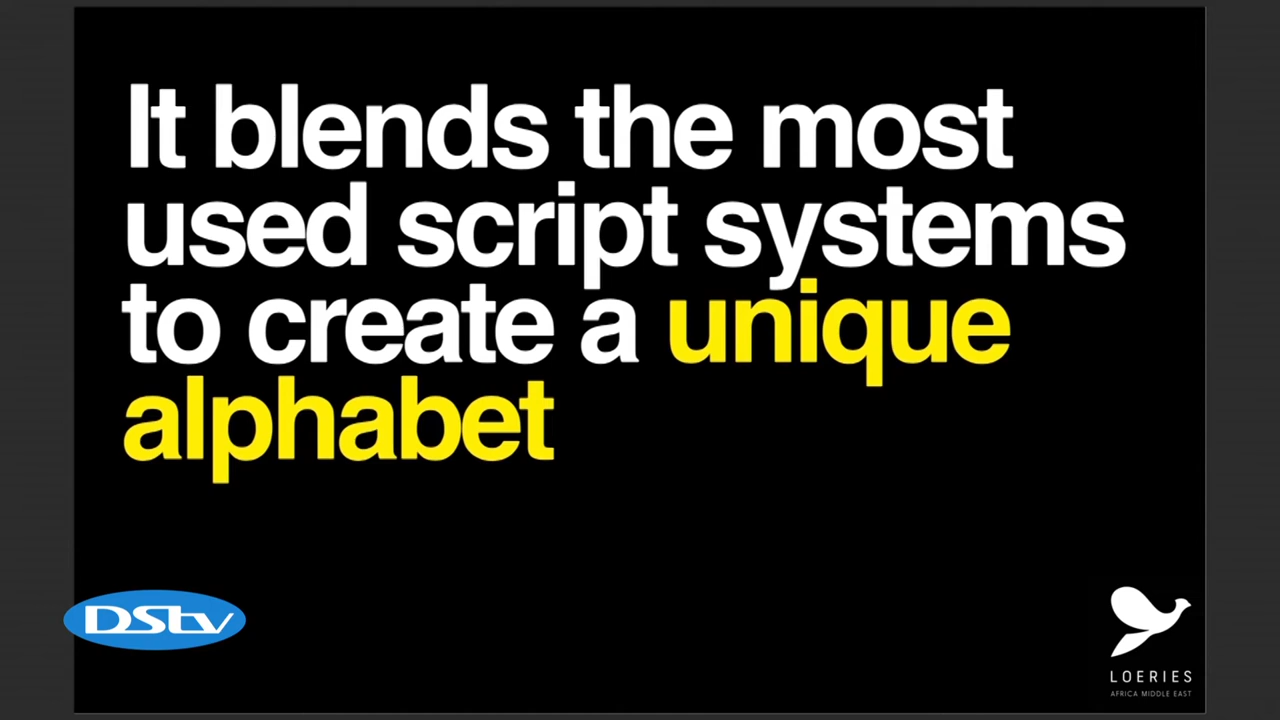 It blends the most
used script systems
to create a unique
alphabet
DStv
LOERIES
AFRICA MIDDLE EAST